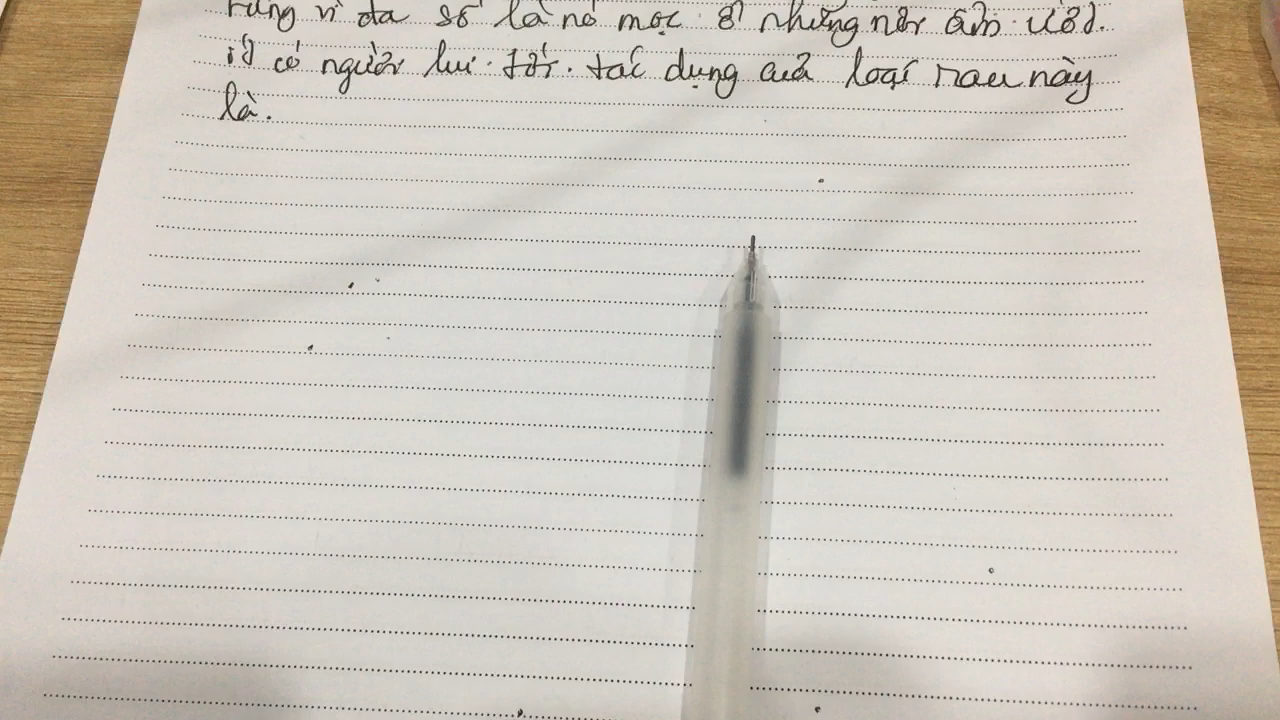 rừng vì đa số là nó mọc ở những nơi ẩm ướt.
ít có người lui tới. tác dụng của loại rau này
là.